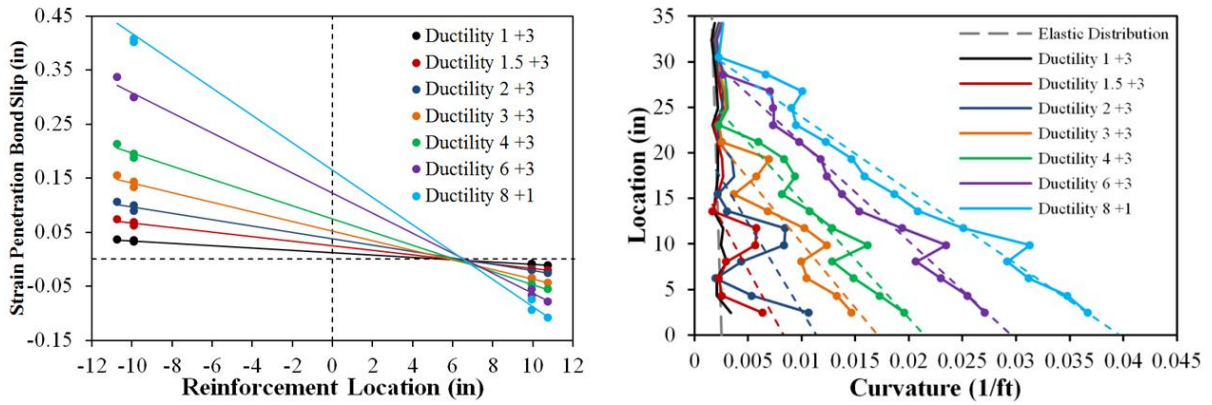 Strain Penetration Bond Slip (in)
0.45
0.35
0.25
0.15
0.05
-0.05
-0.15
-12 -10 -8 -6 -4 -2 0 2 4 6 8 10 12
Reinforcement Location (in)
Ductility 1 +3
Ductility 1.5 +3
Ductility 2 +3
Ductility 3 +3
Ductility 4 +3
Ductility 6 +3
Ductility 8 +1
Location (in)
35
30
25
20
15
10
5
0
0 0.005 0.01 0.015 0.02 0.025 0.03 0.035 0.04 0.045
Curvature (1/ft)
Elastic Distribution
Ductility 1 +3
Ductility 1.5 +3
Ductility 2 +3
Ductility 3 +3
Ductility 4 +3
Ductility 6 +3
Ductility 8 +1